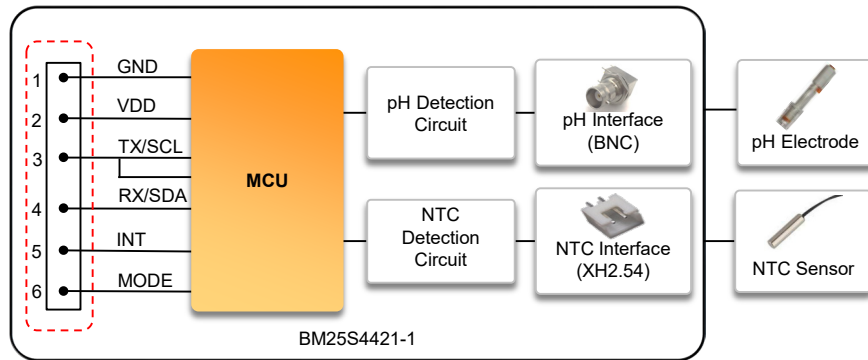 1
GND
2
VDD
3
TX/SCL
4
RX/SDA
5
INT
6
MODE
MCU
pH Detection
Circuit
pH Interface
(BNC)
pH Electrode
NTC
Detection
Circuit
NTC Interface
(XH2.54)
NTC Sensor
BM25S4421-1